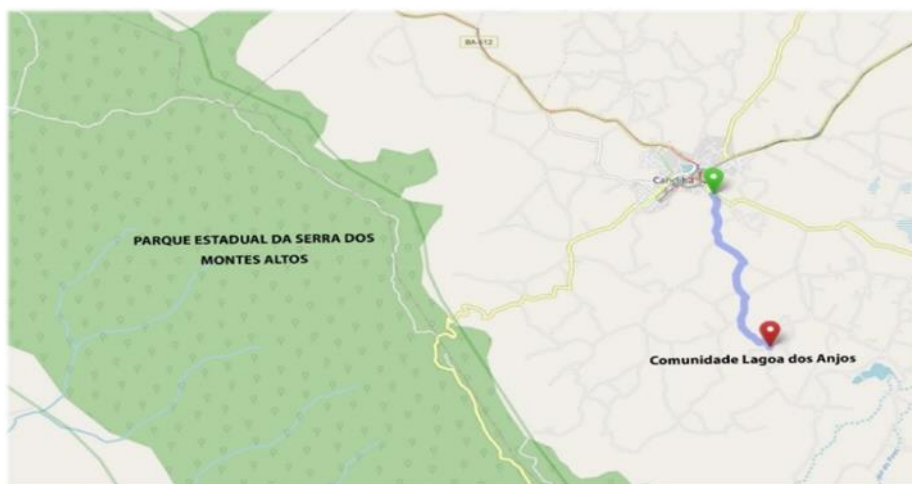 BA-612
PARQUE ESTADUAL DA SERRA DOS
MONTES ALTOS
Comunidade Lagoa dos Anjos